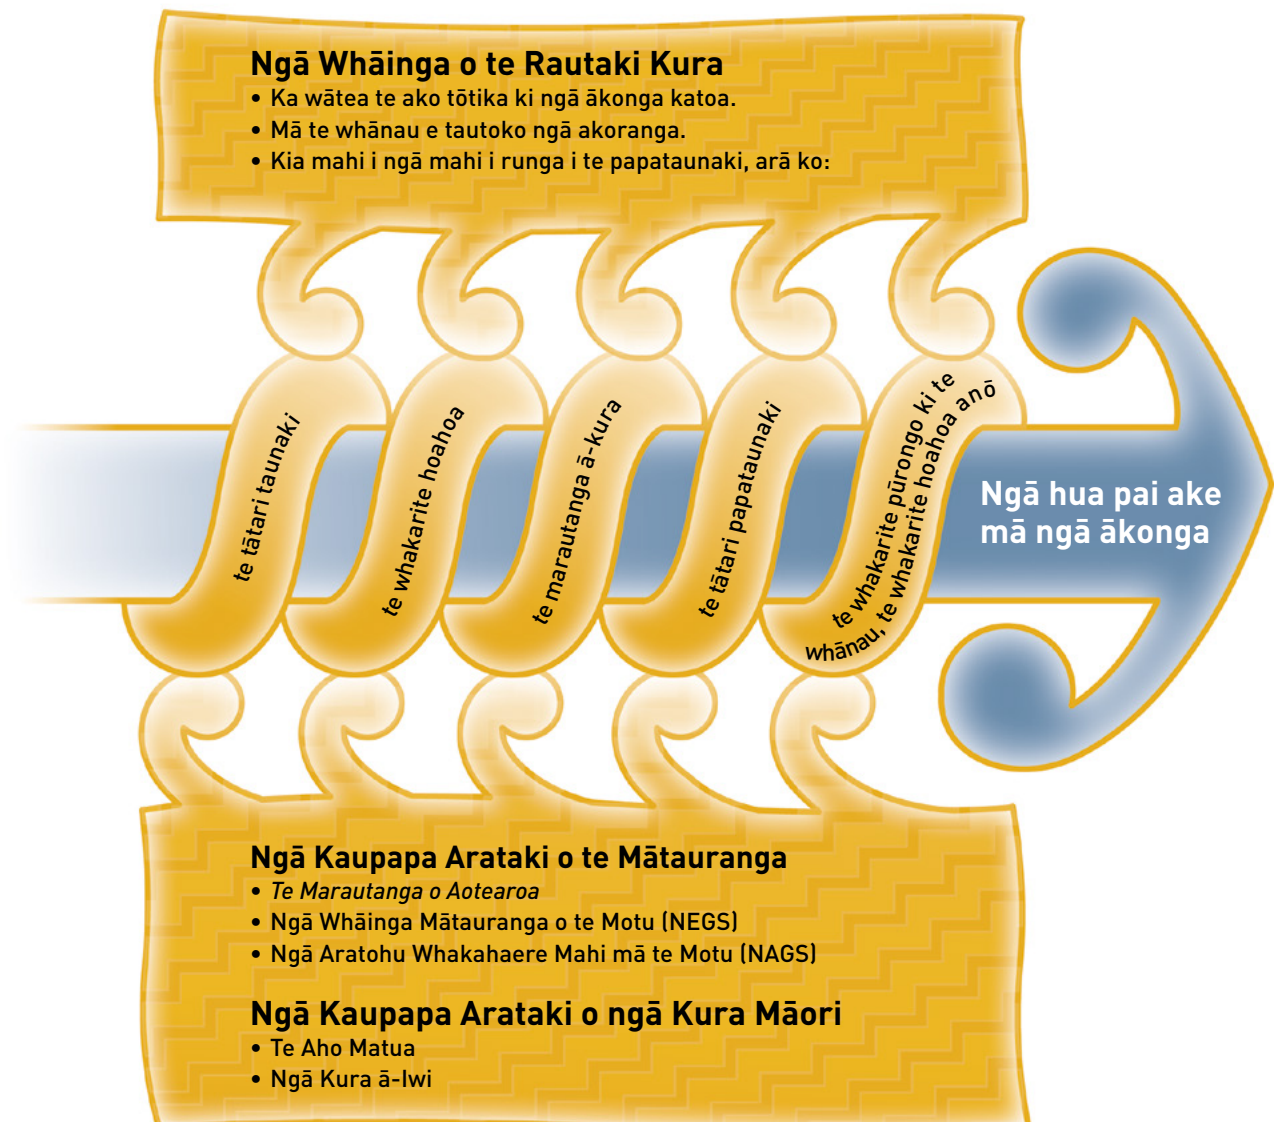 Ngā Whāinga o te Rautaki Kura
• Ka wātea te ako tōtika ki ngā ākonga katoa.
• Mā te whānau e tautoko ngā akoranga.
• Kia mahi i ngā mahi i runga i te papataunaki, arā ko:
te tātari taunaki
te whakarite hoahoa
te marautanga ā-kura
te tātari papataunaki
te whakarite pūrongo ki te
whānau, te whakarite hoahoa anō
Ngā hua pai ake
mā ngā ākonga
Ngā Kaupapa Arataki o te Mātauranga
• Te Marautanga o Aotearoa
• Ngā Whāinga Mātauranga o te Motu (NEGS)
• Ngā Aratohu Whakahaere Mahi mā te Motu (NAGS)
Ngā Kaupapa Arataki o ngā Kura Māori
• Te Aho Matua
• Ngā Kura ā-Iwi